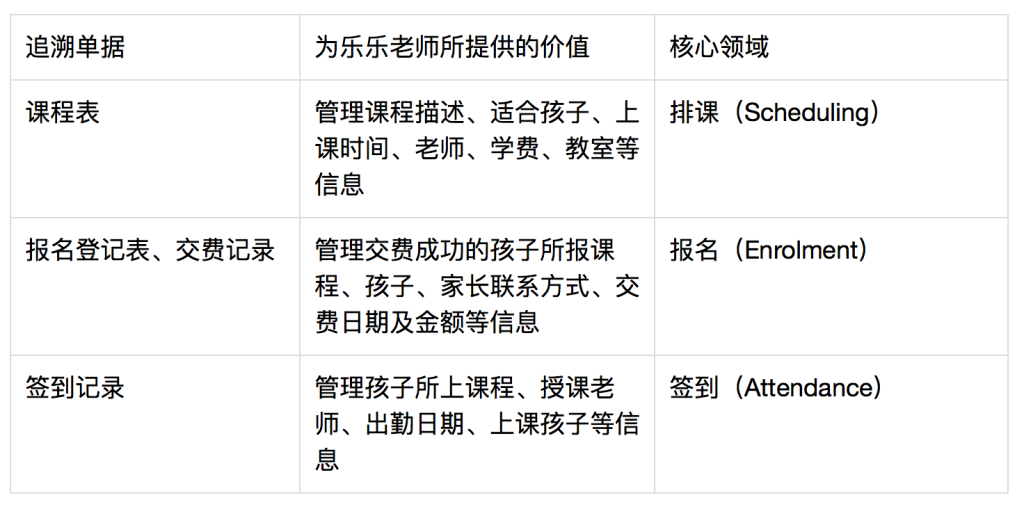 追溯单据
为乐乐老师所提供的价值
核心领域
课程表
管理课程描述、适合孩子、上
课时间、老师、学费、教室等
信息
排课（Scheduling）
报名登记表、交费记录
管理交费成功的孩子所报课
程、孩子、家长联系方式、交
费日期及金额等信息
报名（Enrolment）
签到记录
管理孩子所上课程、授课老
师、出勤日期、上课孩子等信
息
签到（Attendance）